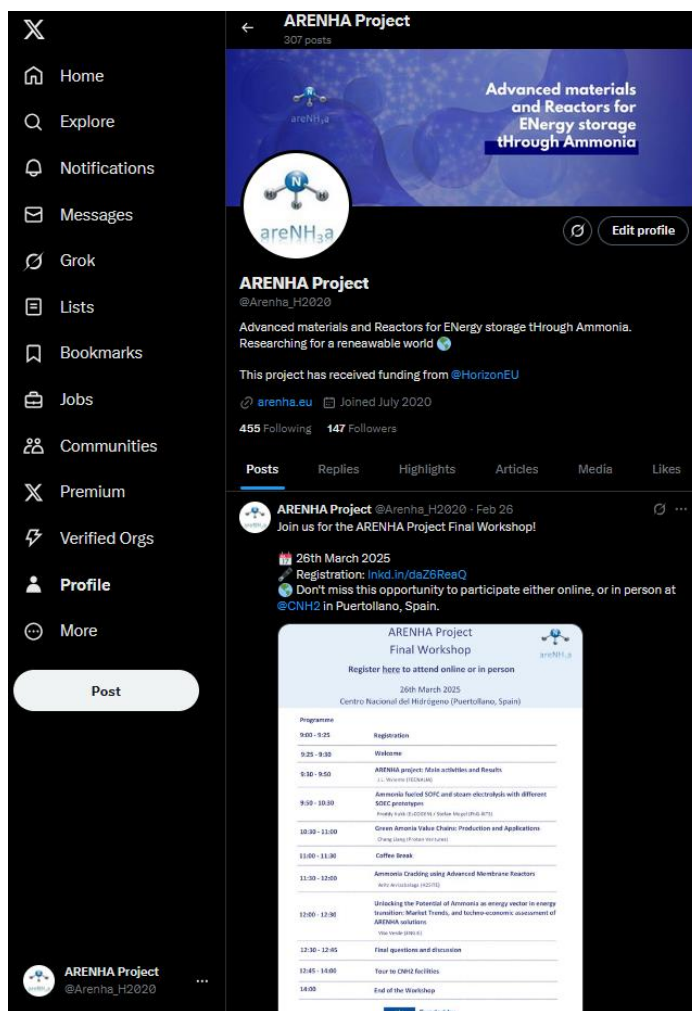 X
Home
Explore
Notifications
Messages
Grok
Lists
Bookmarks
Jobs
Communities
Premium
Verified Orgs
Profile
More
Post
ARENHA Project
@Arenha_H2020
ARENHA Project
307 posts
areNH3a
Advanced materials
and Reactors for
ENergy storage
tHrough Ammonia
N
H H H
areNH3a
Edit profile
ARENHA Project
@Arenha_H2020
Advanced materials and Reactors for ENergy storage tHrough Ammonia.
Researching for a reneawable world
This project has received funding from @HorizonEU
arenha.eu Joined July 2020
455 Following 147 Followers
Posts Replies Highlights Articles Media Likes
ARENHA Project @Arenha_H2020 · Feb 26
Join us for the ARENHA Project Final Workshop!
26th March 2025
Registration: lnkd.in/daZ6ReaQ
Don't miss this opportunity to participate either online, or in person at
@CNH2 in Puertollano, Spain.
ARENHA Project
Final Workshop
areNH3a
Register here to attend online or in person
26th March 2025
Centro Nacional del Hidrógeno (Puertollano, Spain)
Programme
9:00 - 9:25 Registration
9:25 - 9:30 Welcome
9:30 - 9:50 ARENHA project: Main activities and Results
J.L. Viviente (TECNALIA)
9:50 - 10:30 Ammonia fueled SOFC and steam electrolysis with different
SOEC prototypes
10:30 - 11:00 Green Amonia Value Chains: Production and Applications
11:00 - 11:30 Coffee Break
11:30 - 12:00 Ammonia Cracking using Advanced Membrane Reactors
12:00 - 12:30 Unlocking the Potential of Ammonia as energy vector in energy
transition: Market Trends, and techno-economic assessment of
ARENHA solutions
12:30 - 12:45 Final questions and discussion
12:45 - 14:00 Tour to CNH2 facilities
14:00 End of the Workshop